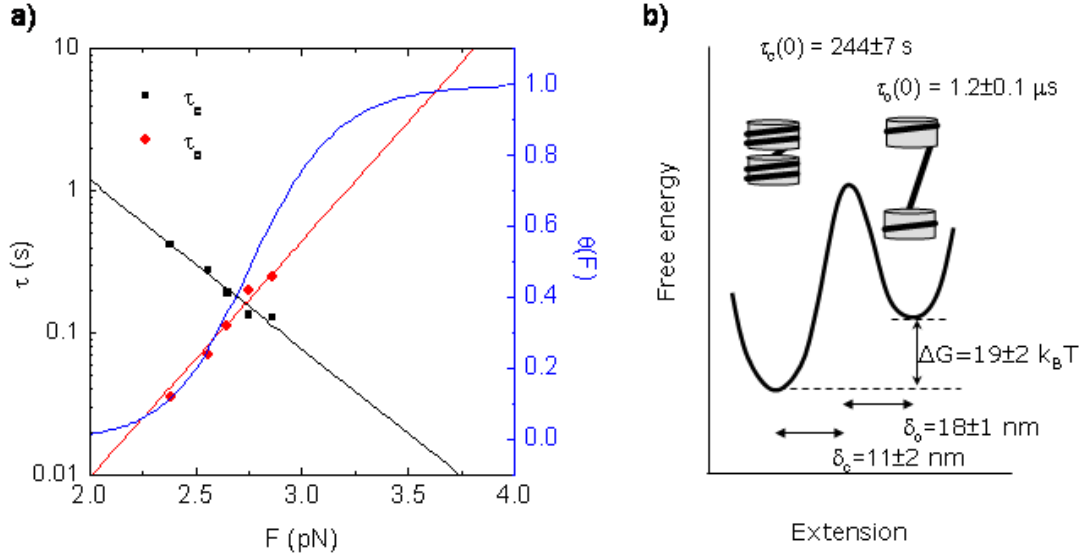 a)
10
1
0.1
0.01
τ (s)
τc
τo
1.0
0.8
0.6
0.4
0.2
0.0
θ(F)
2.0 2.5 3.0 3.5 4.0
F (pN)
b)
τc(0) = 244±7 s
τo(0) = 1.2±0.1 μs
Free energy
ΔG=19±2 kBT
δo=18±1 nm
δc=11±2 nm
Extension